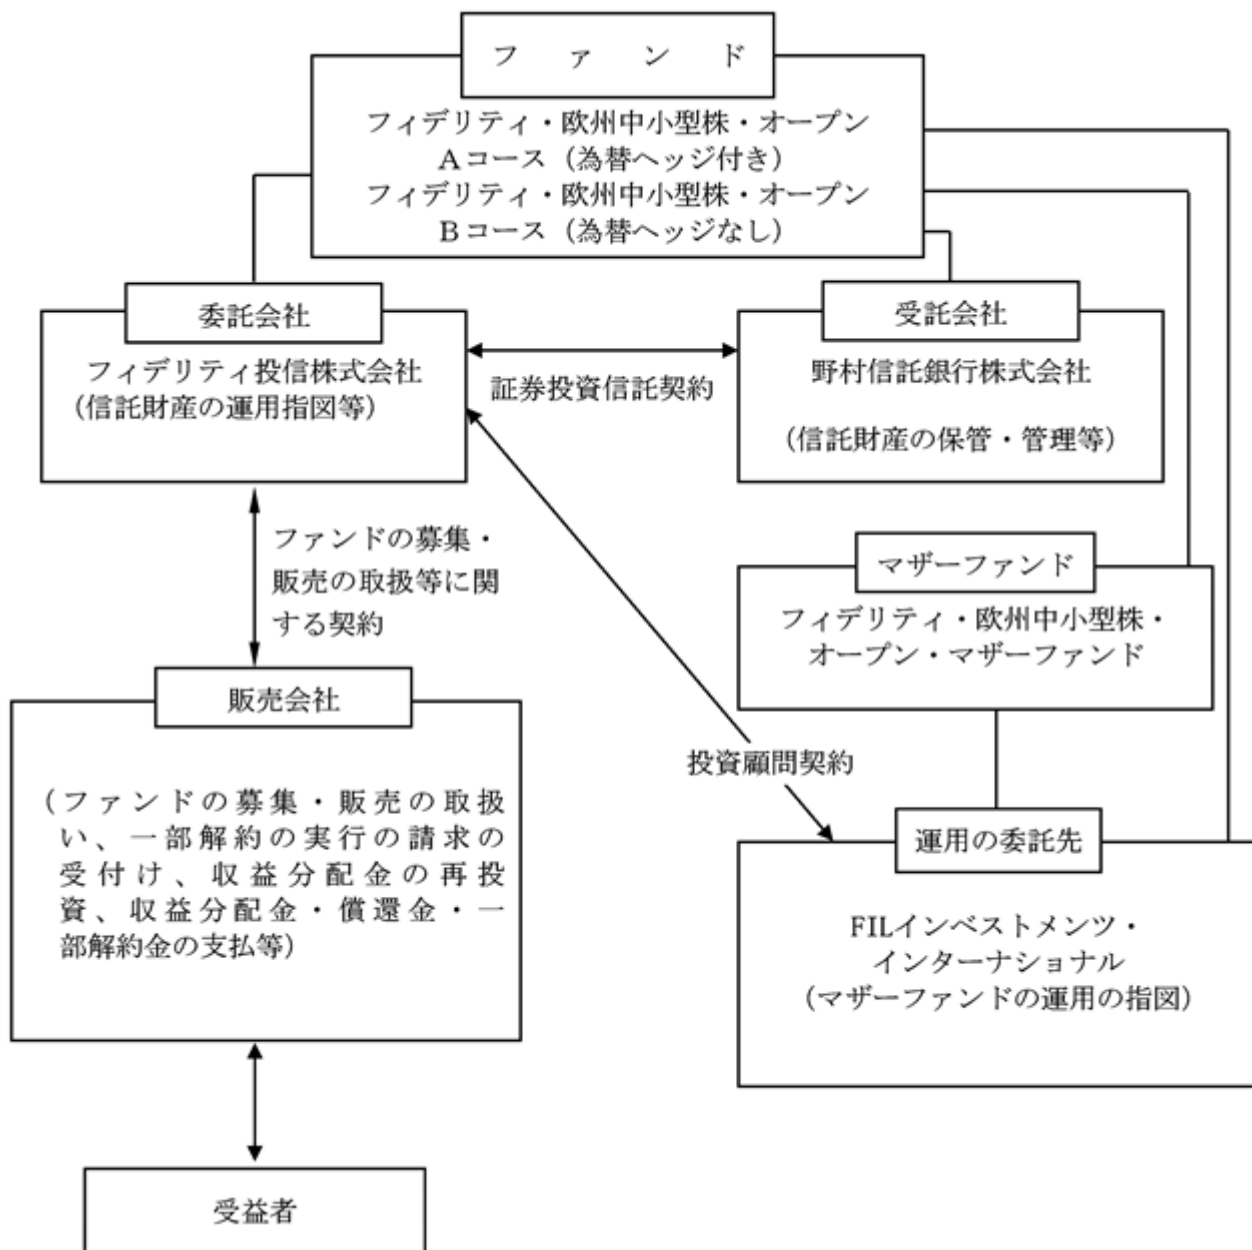 ファンド
フィデリティ・欧州中小型株・オープン
Aコース（為替ヘッジ付き）
フィデリティ・欧州中小型株・オープン
Bコース（為替ヘッジなし）
委託会社
フィデリティ投信株式会社
（信託財産の運用指図等）
証券投資信託契約
受託会社
野村信託銀行株式会社
（信託財産の保管・管理等）
ファンドの募集・
販売の取扱等に関
する契約
マザーファンド
フィデリティ・欧州中小型株・
オープン・マザーファンド
販売会社
（ファンドの募集・販売の取扱
い、一部解約の実行の請求の
受付け、収益分配金の再投
資、収益分配金・償還金・一
部解約金の支払等）
投資顧問契約
運用の委託先
FILインベストメンツ・
インターナショナル
（マザーファンドの運用の指図）
受益者